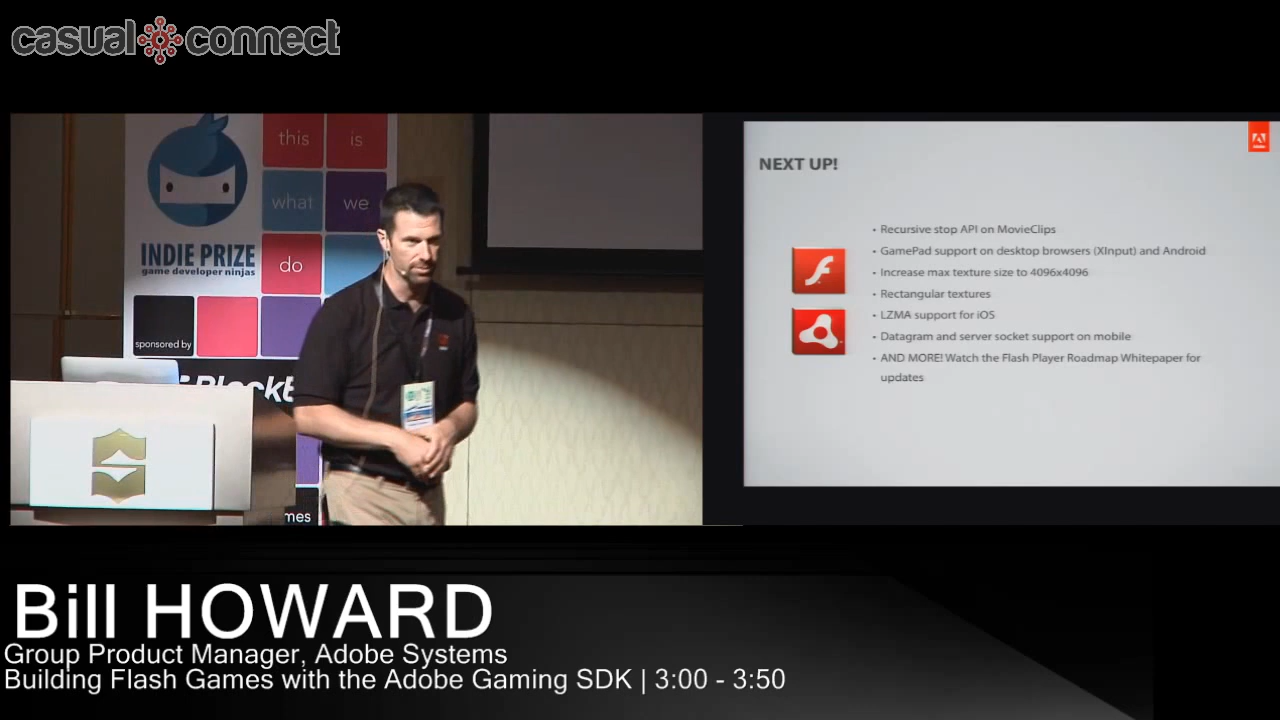 casual connect
this is
what we
do
INDIE PRIZE
game developer ninjas
sponsored by
mes
Adobe
NEXT UP!
• Recursive stop API on MovieClips
• GamePad support on desktop browsers (XInput) and Android
• Increase max texture size to 4096x4096
• Rectangular textures
• LZMA support for iOS
• Datagram and server socket support on mobile
• AND MORE! Watch the Flash Player Roadmap Whitepaper for
updates
Bill HOWARD
Group Product Manager, Adobe Systems
Building Flash Games with the Adobe Gaming SDK | 3:00 - 3:50